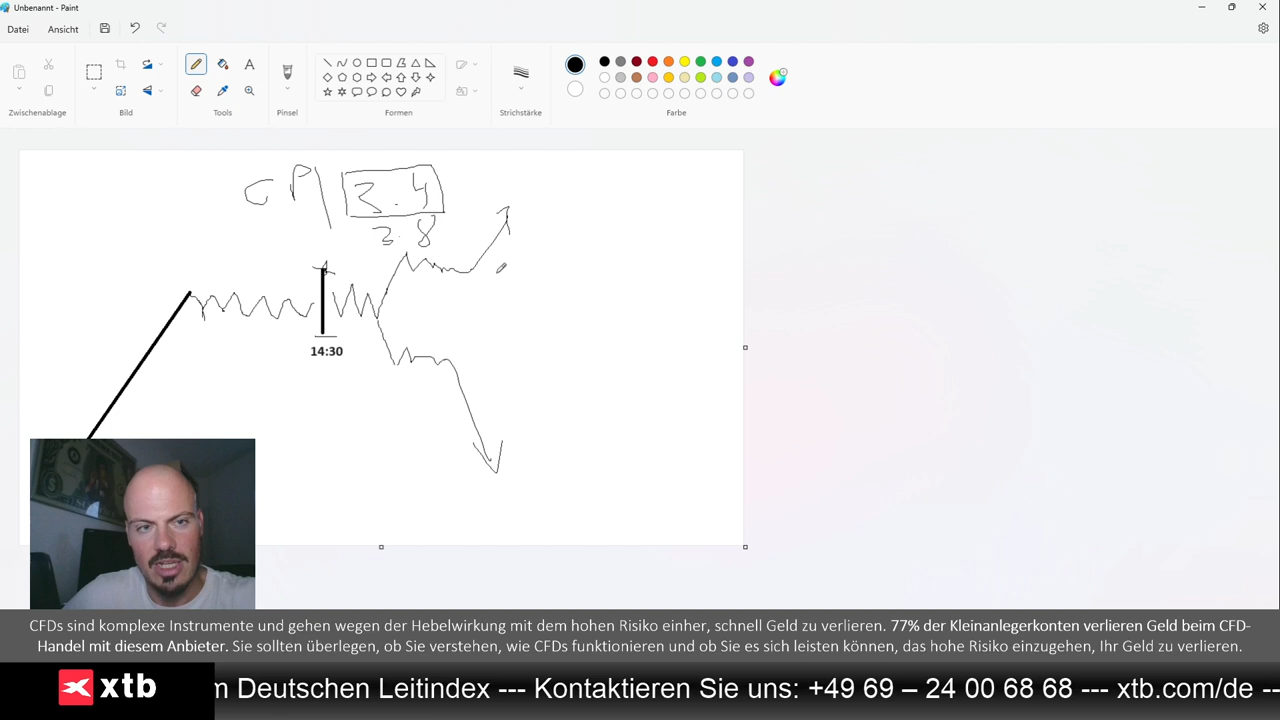 Unbenannt - Paint
Datei Ansicht
Zwischenablage Bild Tools Pinsel Formen Strichstärke Farbe
CPI 3.4
3.8
14:30
CFDs sind komplexe Instrumente und gehen wegen der Hebelwirkung mit dem hohen Risiko einher, schnell Geld zu verlieren. 77% der Kleinanlegerkonten verlieren Geld beim CFD-
Handel mit diesem Anbieter. Sie sollten überlegen, ob Sie verstehen, wie CFDs funktionieren und ob Sie es sich leisten können, das hohe Risiko einzugehen, Ihr Geld zu verlieren.
xtb m Deutschen Leitindex --- Kontaktieren Sie uns: +49 69 – 24 00 68 68 --- xtb.com/de --